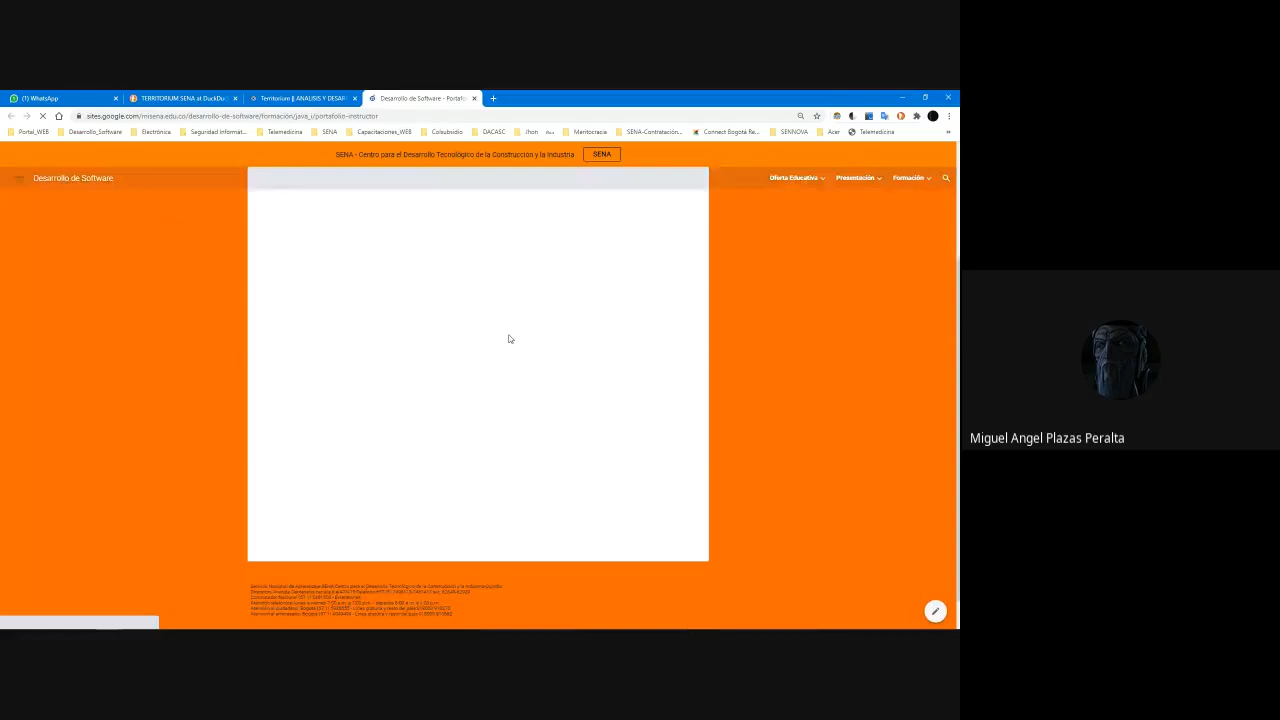 (1) WhatsApp
TERRITORIUM SENA at DuckDu
Territorium || ANALISIS Y DESAR
Desarrollo de Software - Portafo
sites.google.com/misena.edu.co/desarrollo-de-software/formación/java_i/portafolio-instructor
Portal_WEB
Desarrollo_Software
Electrónica
Seguridad Informat...
Telemedicina
SENA
Capacitaciones_WEB
Colsubsidio
DACASC
Jhon
Meritocracia
SENA-Contratación...
Connect Bogotá Re...
SENNOVA
Acer
Telemedicina
»
SENA - Centro para el Desarrollo Tecnológico de la Construcción y la Industria
SENA
Desarrollo de Software
Oferta Educativa
Presentación
Formación
Miguel Angel Plazas Peralta